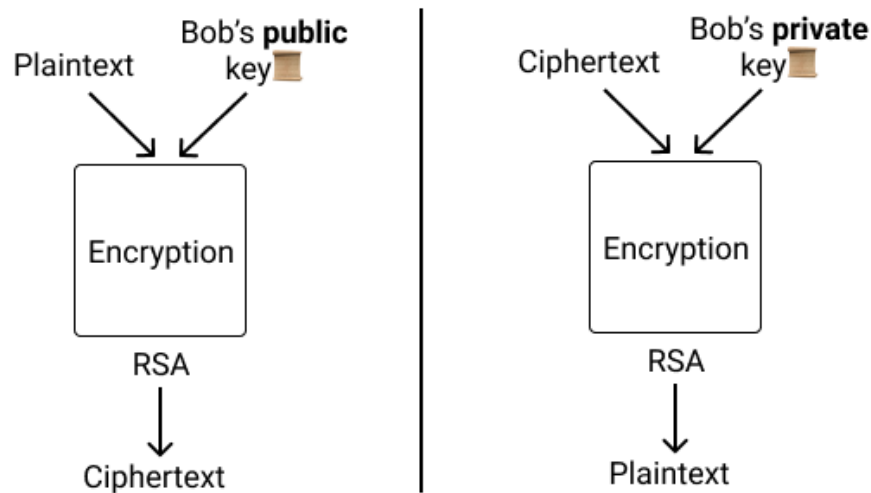 Plaintext
Bob's public
key
Encryption
RSA
Ciphertext
Ciphertext
Bob's private
key
Encryption
RSA
Plaintext